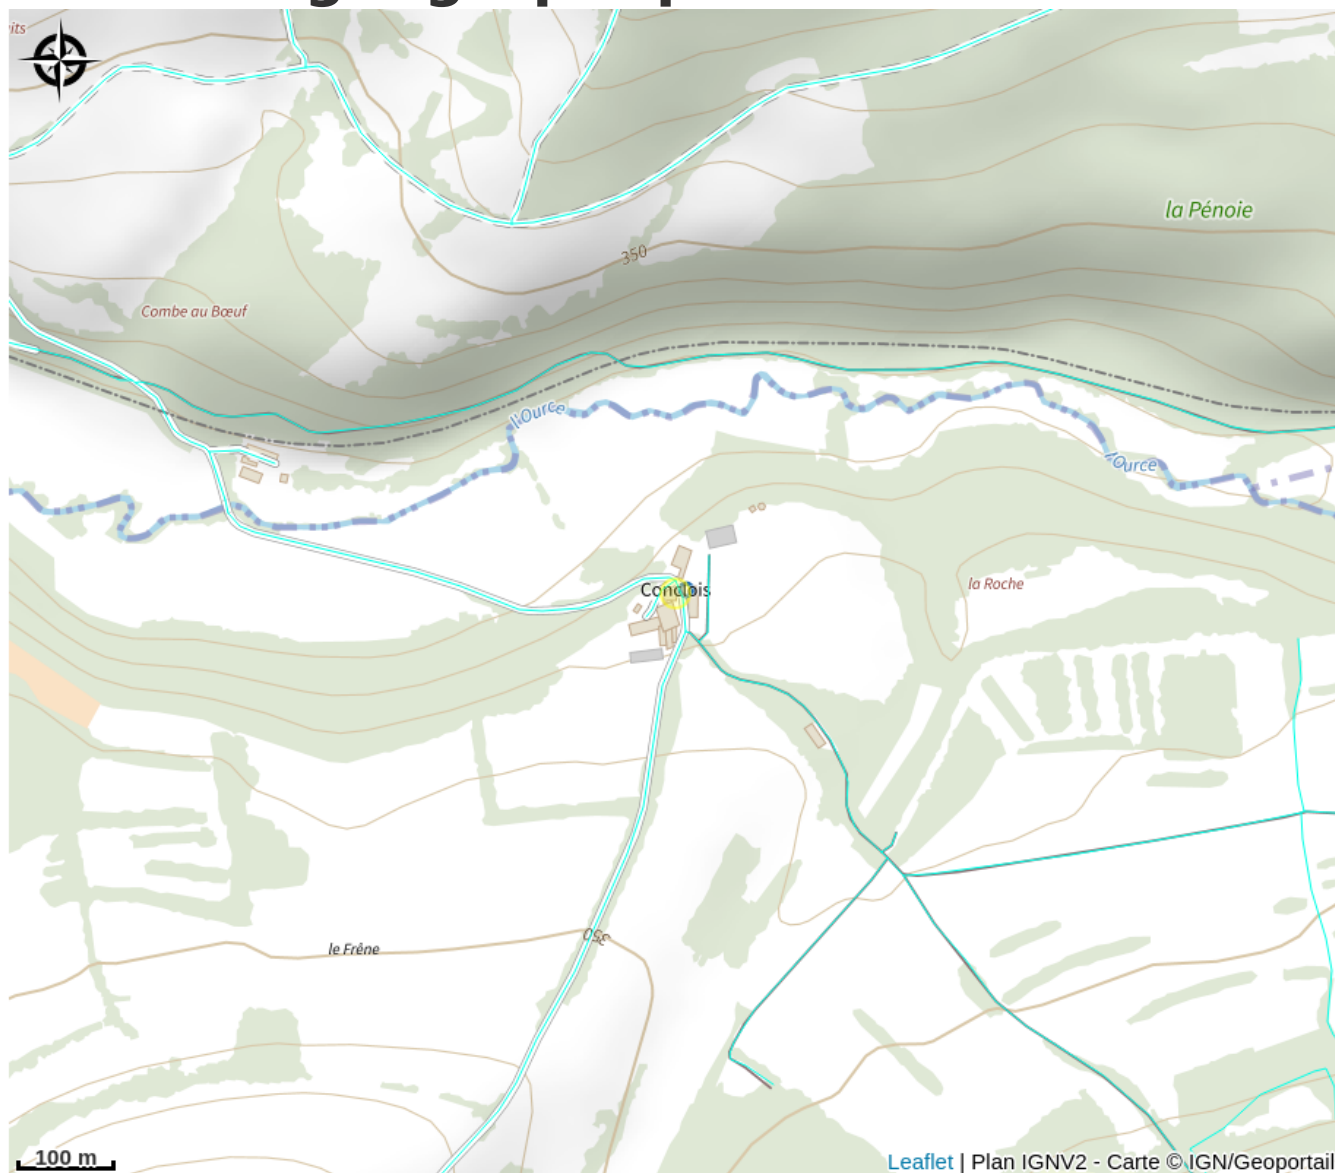 its
la Pénoie
350
Combe au Bœuf
l'Ource
l'Ource
Conclois
la Roche
350
le Frêne
100 m
Leaflet | Plan IGNV2 - Carte © IGN/Geoportail